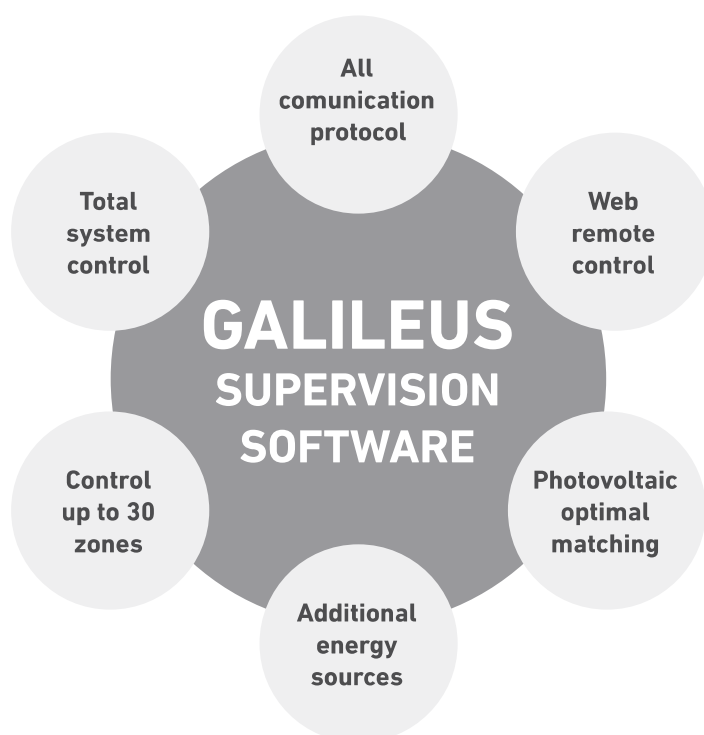 All
comunication
protocol
Total
system
control
Web
remote
control
GALILEUS
SUPERVISION
SOFTWARE
Control
up to 30
zones
Photovoltaic
optimal
matching
Additional
energy
sources